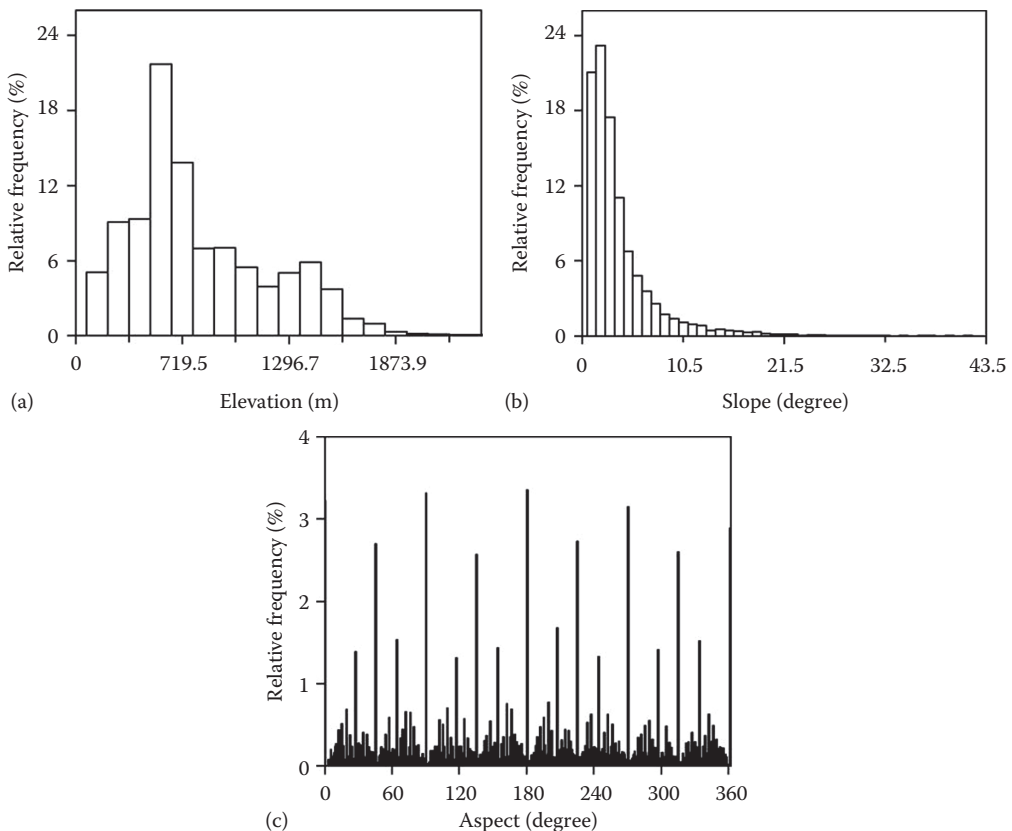 24
18
12
6
0
Relative frequency (%)
0 719.5 1296.7 1873.9
(a) Elevation (m)
24
18
12
6
0
Relative frequency (%)
0 10.5 21.5 32.5 43.5
(b) Slope (degree)
4
3
2
1
0
Relative frequency (%)
0 60 120 180 240 300 360
(c) Aspect (degree)